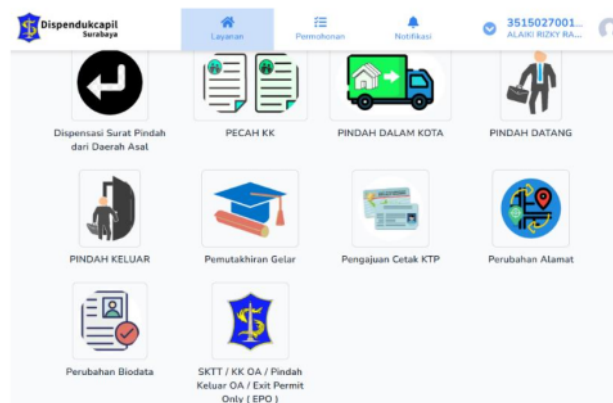 Dispendukcapil
Surabaya
Layanan
Permohonan
Notifikasi
3515027001...
ALAIKI RIZKY RA...
Dispensasi Surat Pindah
dari Daerah Asal
PECAH KK
PINDAH DALAM KOTA
PINDAH DATANG
PINDAH KELUAR
Pemutakhiran Gelar
Pengajuan Cetak KTP
Perubahan Alamat
Perubahan Biodata
SKTT / KK OA / Pindah
Keluar OA / Exit Permit
Only ( EPO )